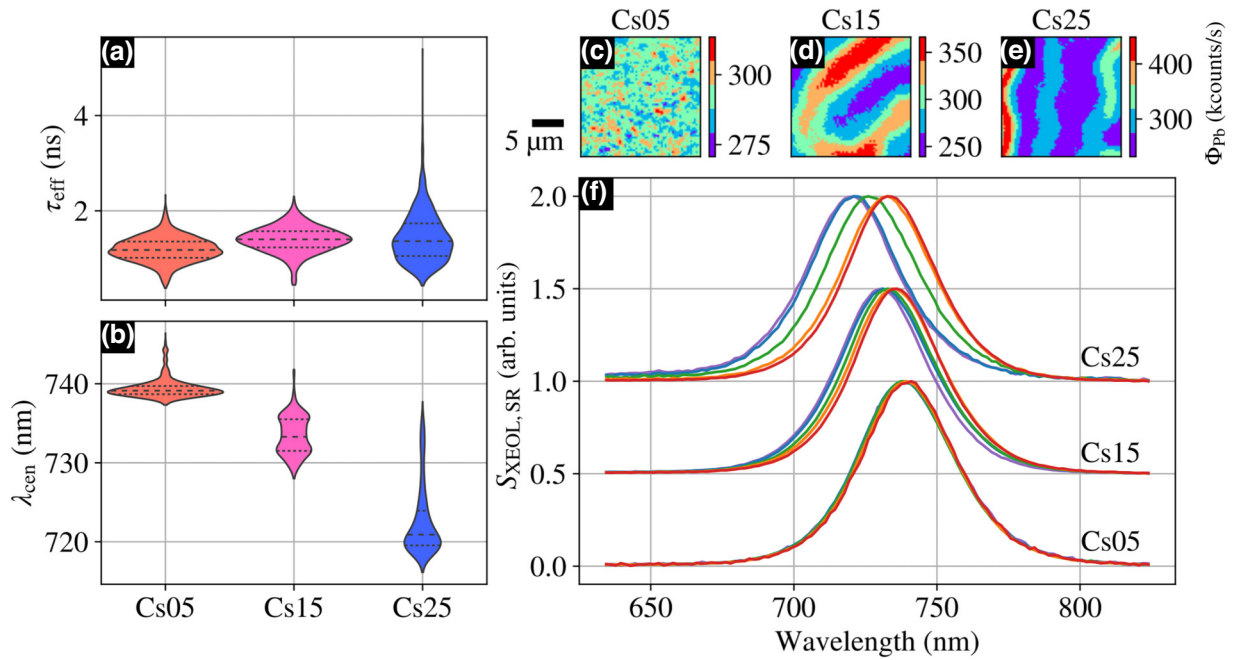 Cs05 Cs15 Cs25
(a)
4
2
τeff (ns)
(b)
740
730
720
λcen (nm)
Cs05 Cs15 Cs25
(c)
300
275
5 μm
(d)
350
300
250
(e)
400
300
ΦPb (kcounts/s)
(f)
2.0
1.5
1.0
0.5
0.0
SXEOL, SR (arb. units)
Cs25
Cs15
Cs05
650 700 750 800
Wavelength (nm)